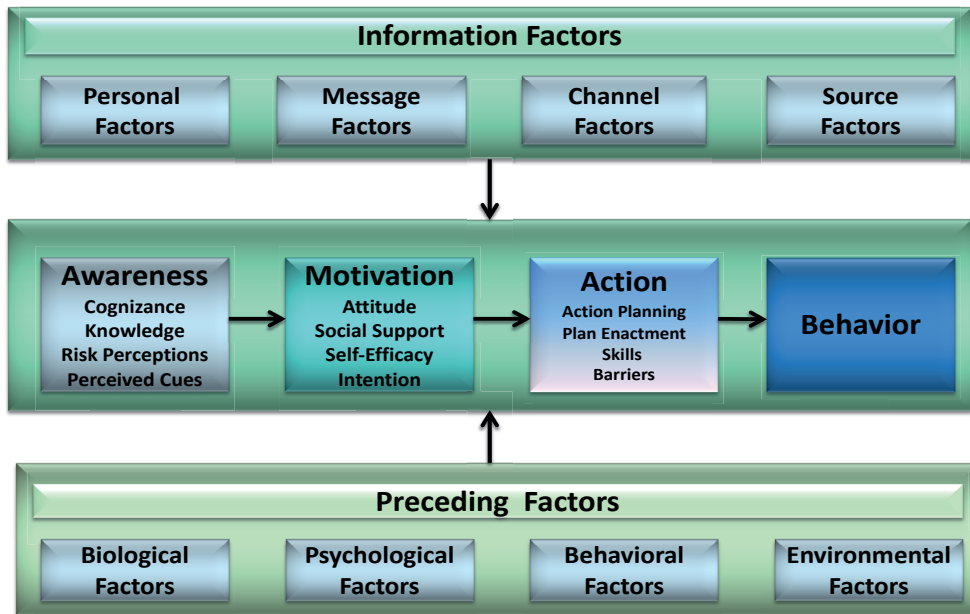 Information Factors
Personal
Factors
Message
Factors
Channel
Factors
Source
Factors
Awareness
Cognizance
Knowledge
Risk Perceptions
Perceived Cues
Motivation
Attitude
Social Support
Self-Efficacy
Intention
Action
Action Planning
Plan Enactment
Skills
Barriers
Behavior
Preceding Factors
Biological
Factors
Psychological
Factors
Behavioral
Factors
Environmental
Factors